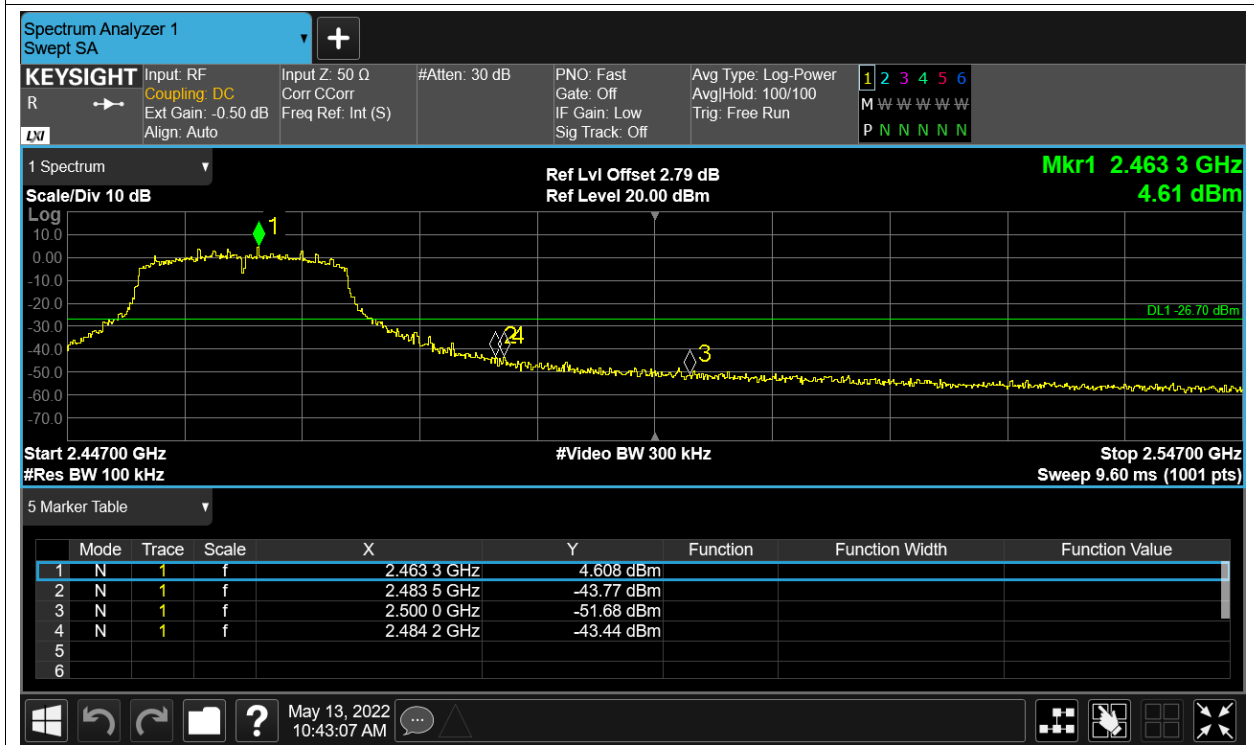 Spectrum Analyzer 1
Swept SA
+
KEYSIGHT Input: RF Input Z: 50 Ω #Atten: 30 dB PNO: Fast Avg Type: Log-Power 1 2 3 4 5 6
R Coupling: DC Corr CCorr Gate: Off Avg|Hold: 100/100 M W W W W W
Ext Gain: -0.50 dB Freq Ref: Int (S) IF Gain: Low Trig: Free Run
LXI Align: Auto Sig Track: Off P N N N N N
1 Spectrum Ref Lvl Offset 2.79 dB Mkr1 2.463 3 GHz
Scale/Div 10 dB Ref Level 20.00 dBm 4.61 dBm
Log
1
10.0
0.00
-10.0
-20.0
DL1 -26.70 dBm
-30.0
24
-40.0
3
-50.0
-60.0
-70.0
Start 2.44700 GHz #Video BW 300 kHz Stop 2.54700 GHz
#Res BW 100 kHz Sweep 9.60 ms (1001 pts)
5 Marker Table
Mode Trace Scale X Y Function Function Width Function Value
1 N 1 f 2.463 3 GHz 4.608 dBm
2 N 1 f 2.483 5 GHz -43.77 dBm
3 N 1 f 2.500 0 GHz -51.68 dBm
4 N 1 f 2.484 2 GHz -43.44 dBm
5
6
? May 13, 2022
10:43:07 AM